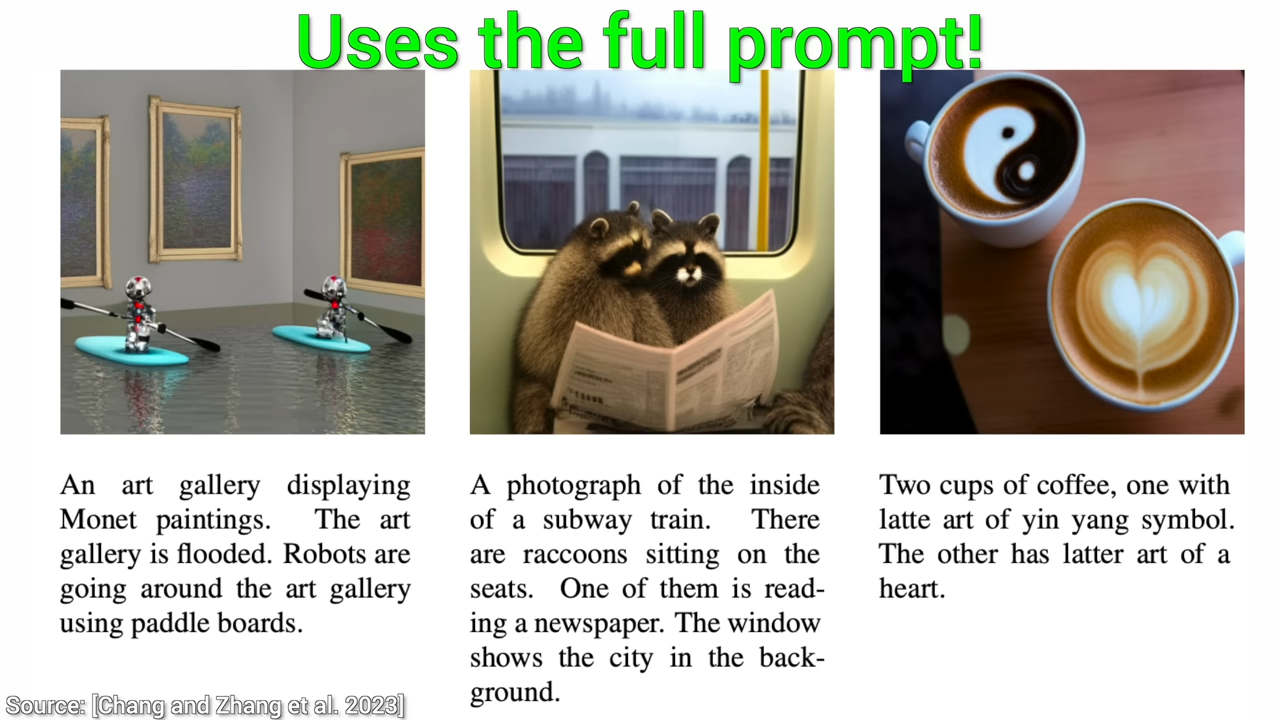 Uses the full prompt!
An art gallery displaying
Monet paintings. The art
gallery is flooded. Robots are
going around the art gallery
using paddle boards.
A photograph of the inside
of a subway train. There
are raccoons sitting on the
seats. One of them is read-
ing a newspaper. The window
shows the city in the back-
ground.
Two cups of coffee, one with
latte art of yin yang symbol.
The other has latter art of a
heart.
Source: [Chang and Zhang et al. 2023]